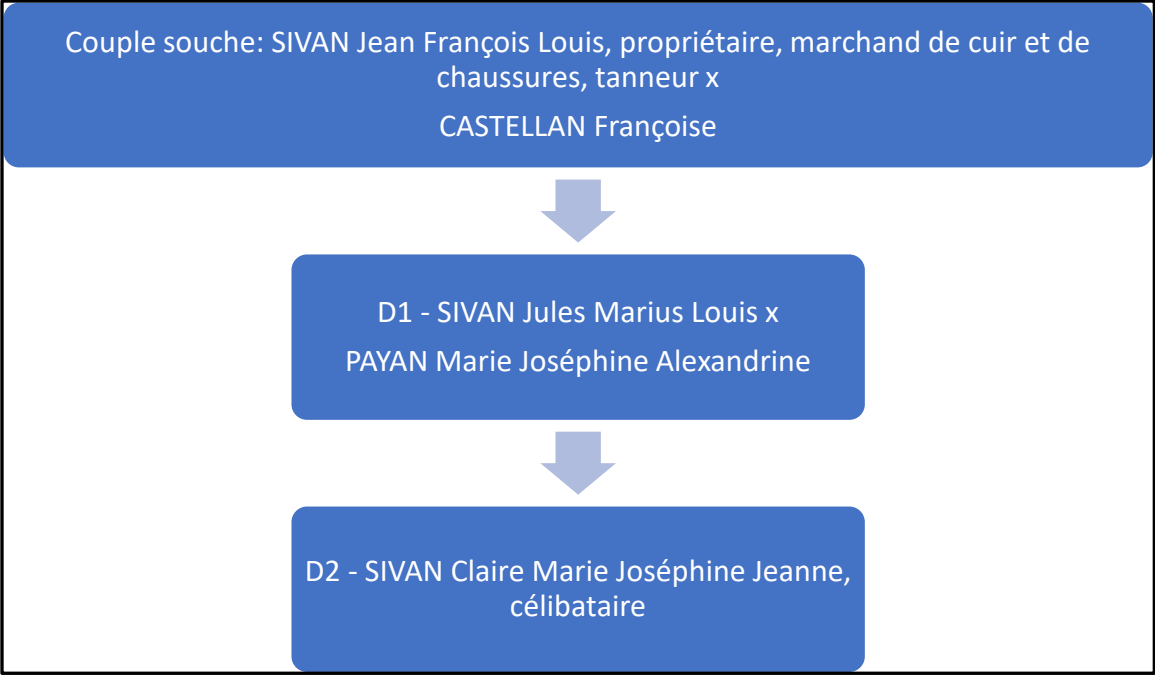 Couple souche: SIVAN Jean François Louis, propriétaire, marchand de cuir et de
chaussures, tanneur x
CASTELLAN Françoise
D1 - SIVAN Jules Marius Louis x
PAYAN Marie Joséphine Alexandrine
D2 - SIVAN Claire Marie Joséphine Jeanne,
célibataire